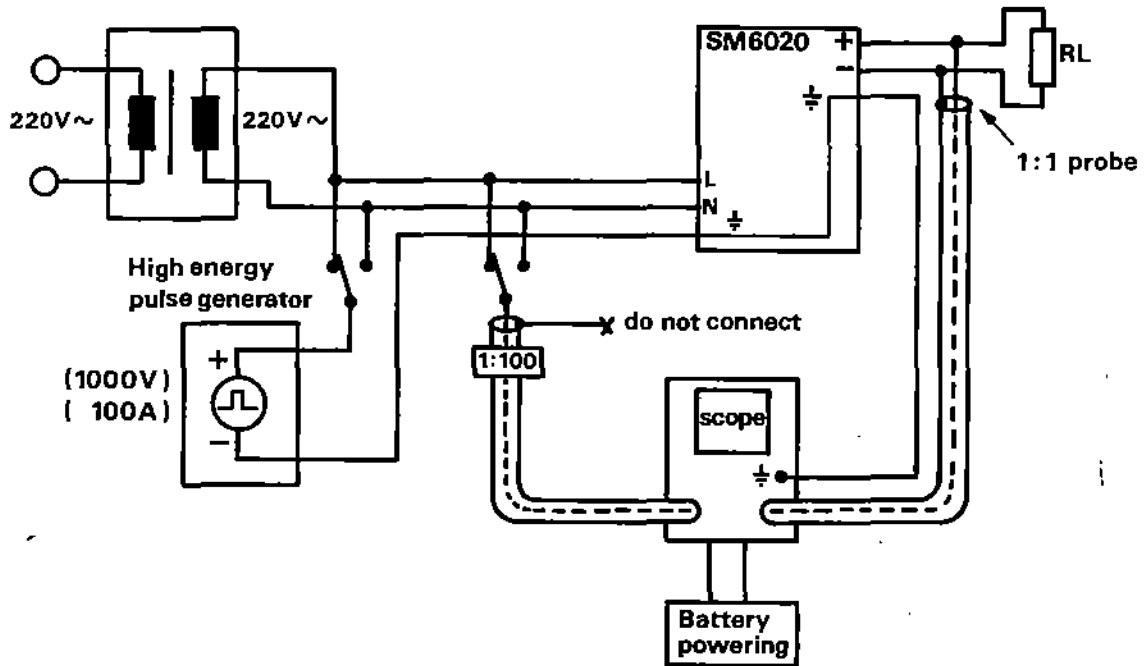 SM6020
+
−
RL
220V~
220V~
1:1 probe
L
N
High energy
pulse generator
(1000V)
( 100A)
+
−
do not connect
1:100
scope
Battery
powering